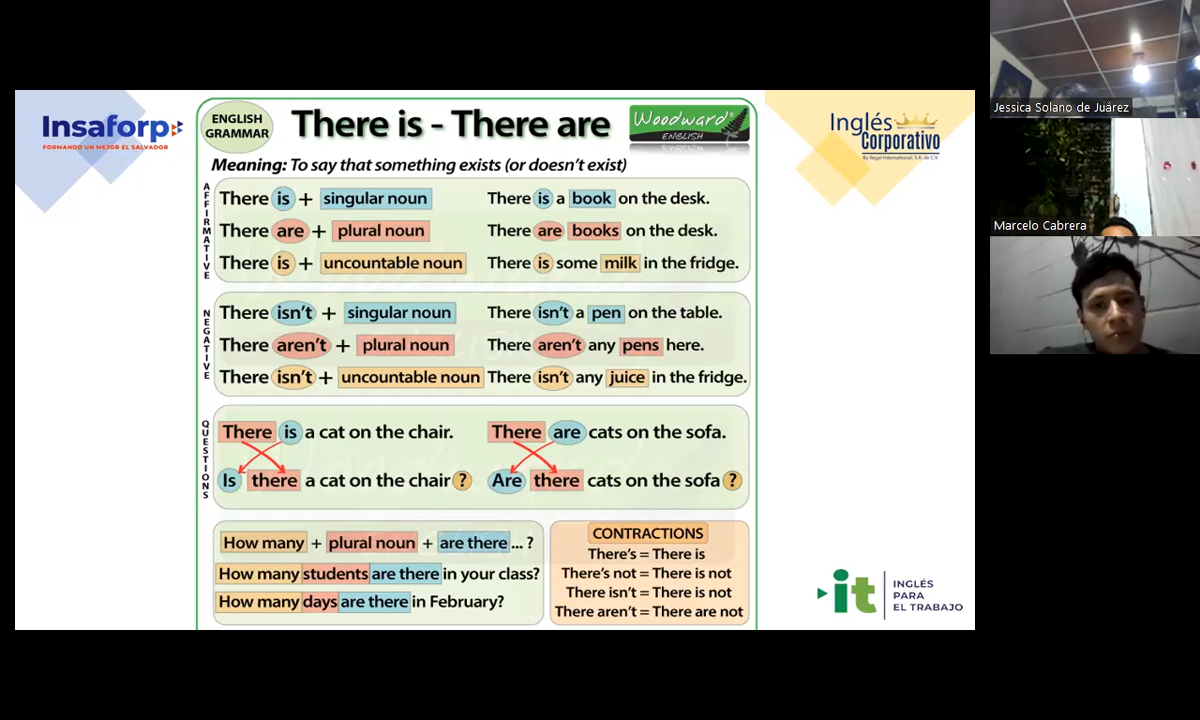 Insaforp
FORMANDO UN MEJOR EL SALVADOR
ENGLISH
GRAMMAR
There is - There are
Woodward®
ENGLISH
Inglés
Corporativo
By Regal International, S.A. de C.V.
Meaning: To say that something exists (or doesn't exist)
AFFIRMATIVE
There is + singular noun There is a book on the desk.
There are + plural noun There are books on the desk.
There is + uncountable noun There is some milk in the fridge.
NEGATIVE
There isn't + singular noun There isn't a pen on the table.
There aren't + plural noun There aren't any pens here.
There isn't + uncountable noun There isn't any juice in the fridge.
QUESTIONS
There is a cat on the chair. There are cats on the sofa.
Is there a cat on the chair ? Are there cats on the sofa ?
How many + plural noun + are there ... ?
How many students are there in your class?
How many days are there in February?
CONTRACTIONS
There's = There is
There's not = There is not
There isn't = There is not
There aren't = There are not
it
INGLÉS
PARA
EL TRABAJO
Jessica Solano de Juárez
Marcelo Cabrera